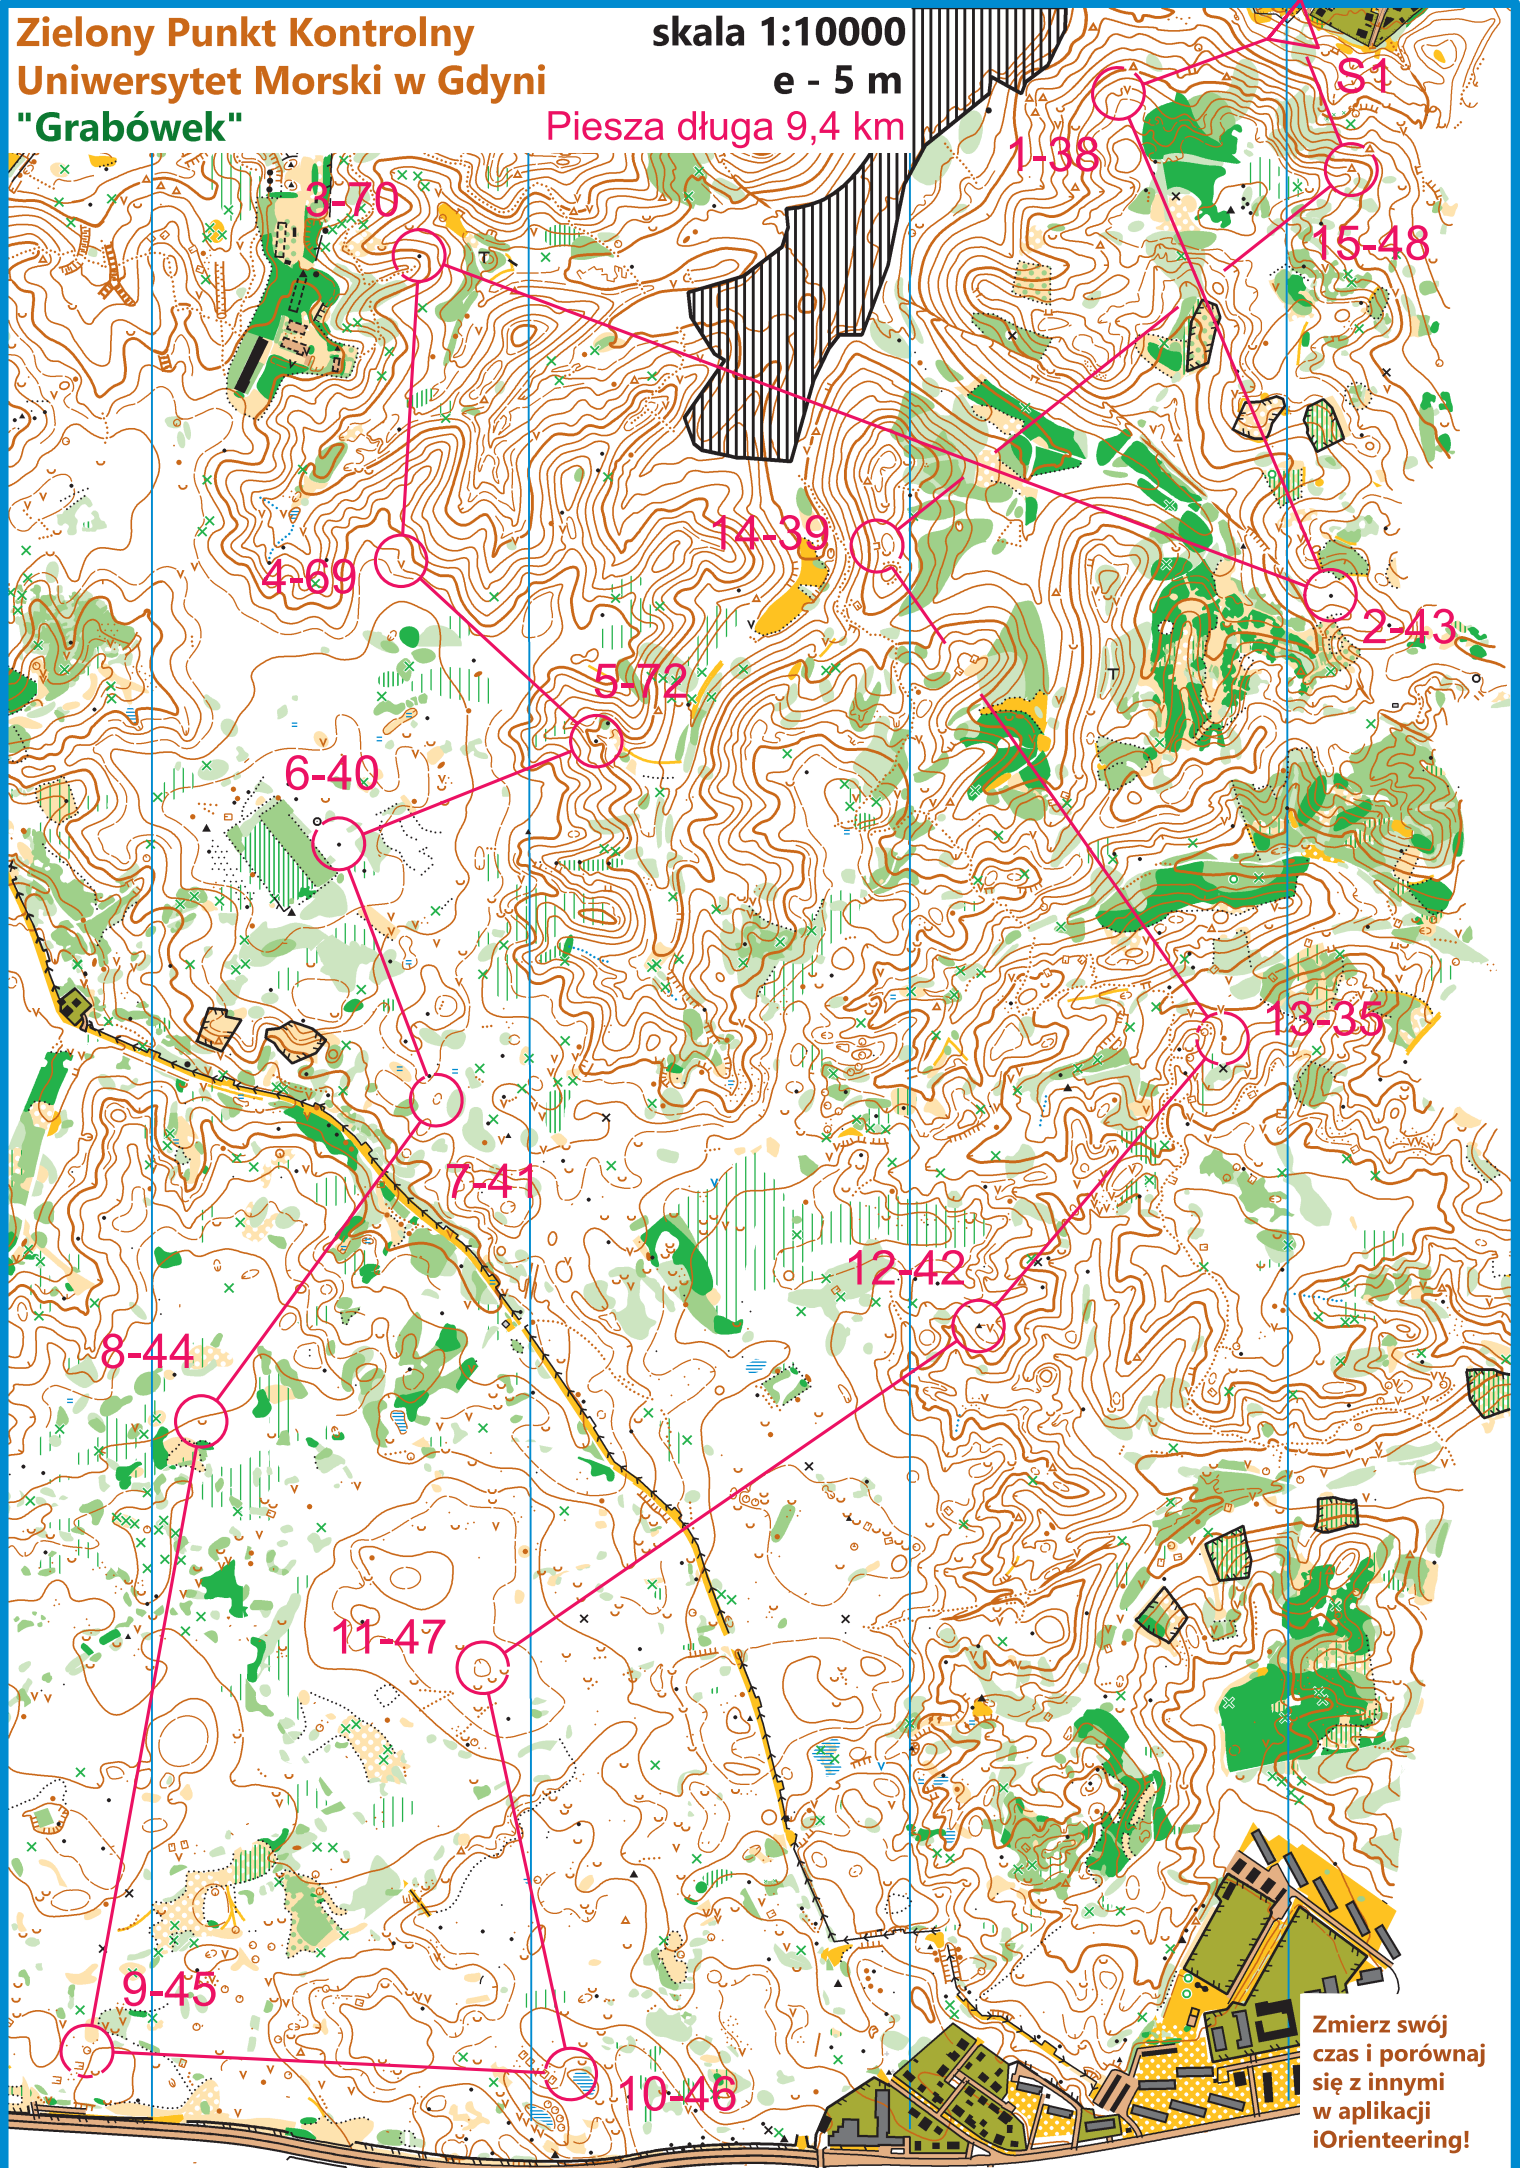 Zielony Punkt Kontrolny
Uniwersytet Morski w Gdyni
"Grabówek"
skala 1:10000
e - 5 m
Piesza długa 9,4 km
S1
1-38
15-48
3-70
14-39
4-69
2-43
5-72
6-40
13-35
7-41
12-42
8-44
11-47
9-45
10-46
Zmierz swój
czas i porównaj
się z innymi
w aplikacji
iOrienteering!